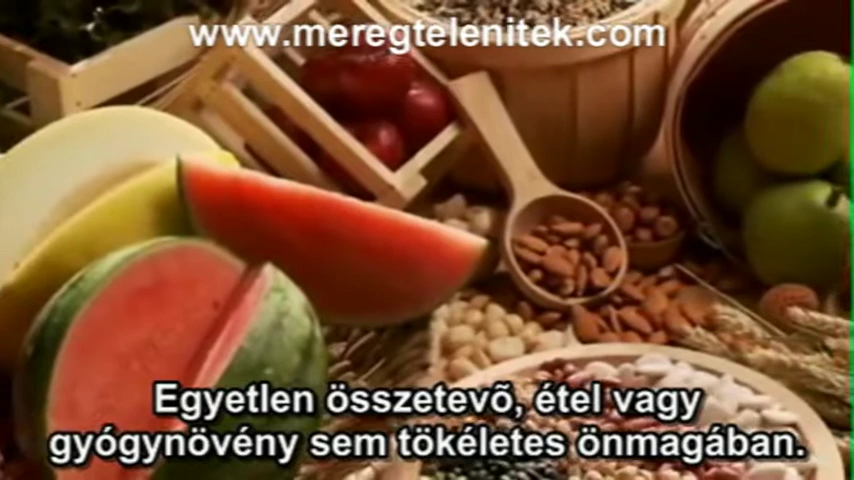 www.meregtelenitek.com
Egyetlen összetevõ, étel vagy
gyógynövény sem tökéletes önmagában.